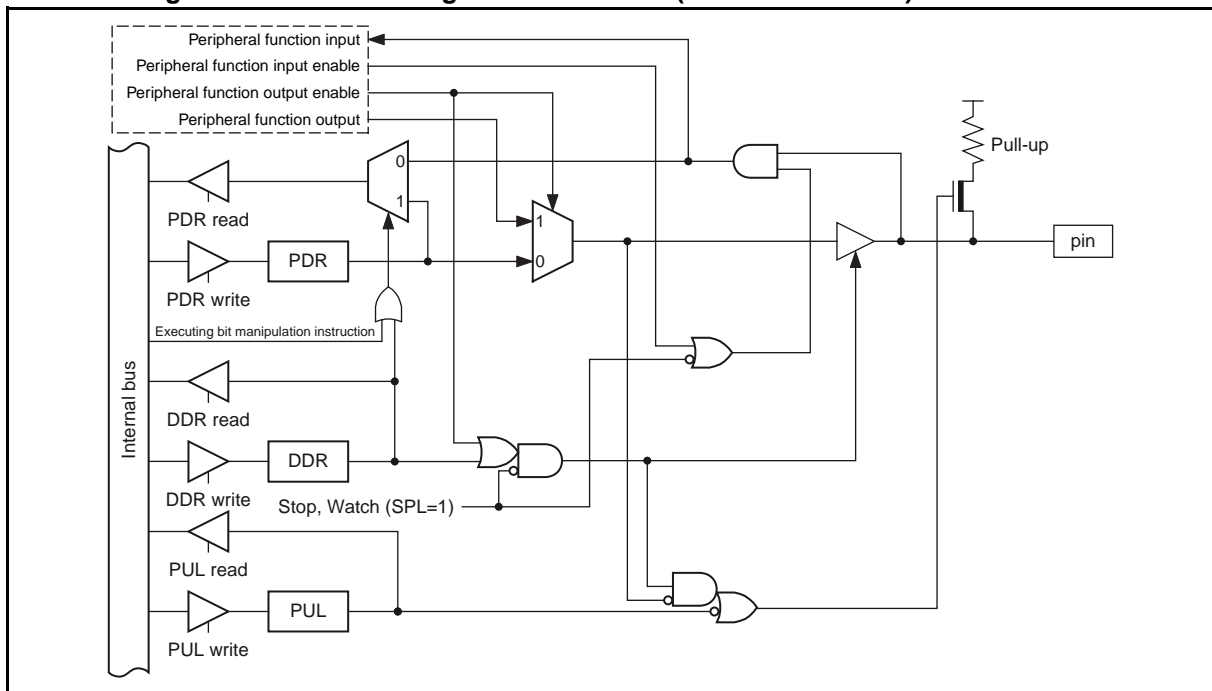 Peripheral function input
Peripheral function input enable
Peripheral function output enable
Peripheral function output
Pull-up
0
1
PDR read
1
pin
PDR
0
PDR write
Executing bit manipulation instruction
Internal bus
DDR read
DDR
DDR write
Stop, Watch (SPL=1)
PUL read
PUL
PUL write